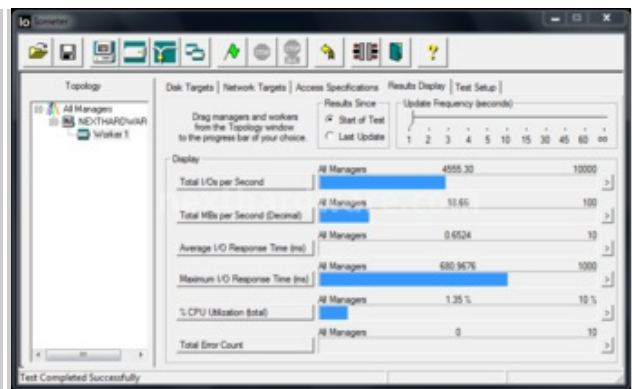 Iometer
Topology
All Managers
NEXTHARDWAR
Worker 1
Disk Targets
Network Targets
Access Specifications
Results Display
Test Setup
Drag managers and workers
from the Topology window
to the progress bar of your choice.
Results Since
Start of Test
Last Update
Update Frequency (seconds)
1 2 3 4 5 10 15 30 45 60 oo
Display
All Managers 4555.30 10000
Total I/Os per Second
All Managers 100
Total MBs per Second (Decimal)
All Managers 0.6524 10
Average I/O Response Time (ms)
All Managers 680.9676 1000
Maximum I/O Response Time (ms)
All Managers 1.35 % 10 %
% CPU Utilization (total)
All Managers 0 10
Total Error Count
Test Completed Successfully